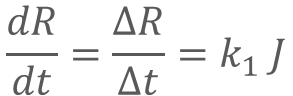 dR/dt = ΔR/Δt = k₁ J